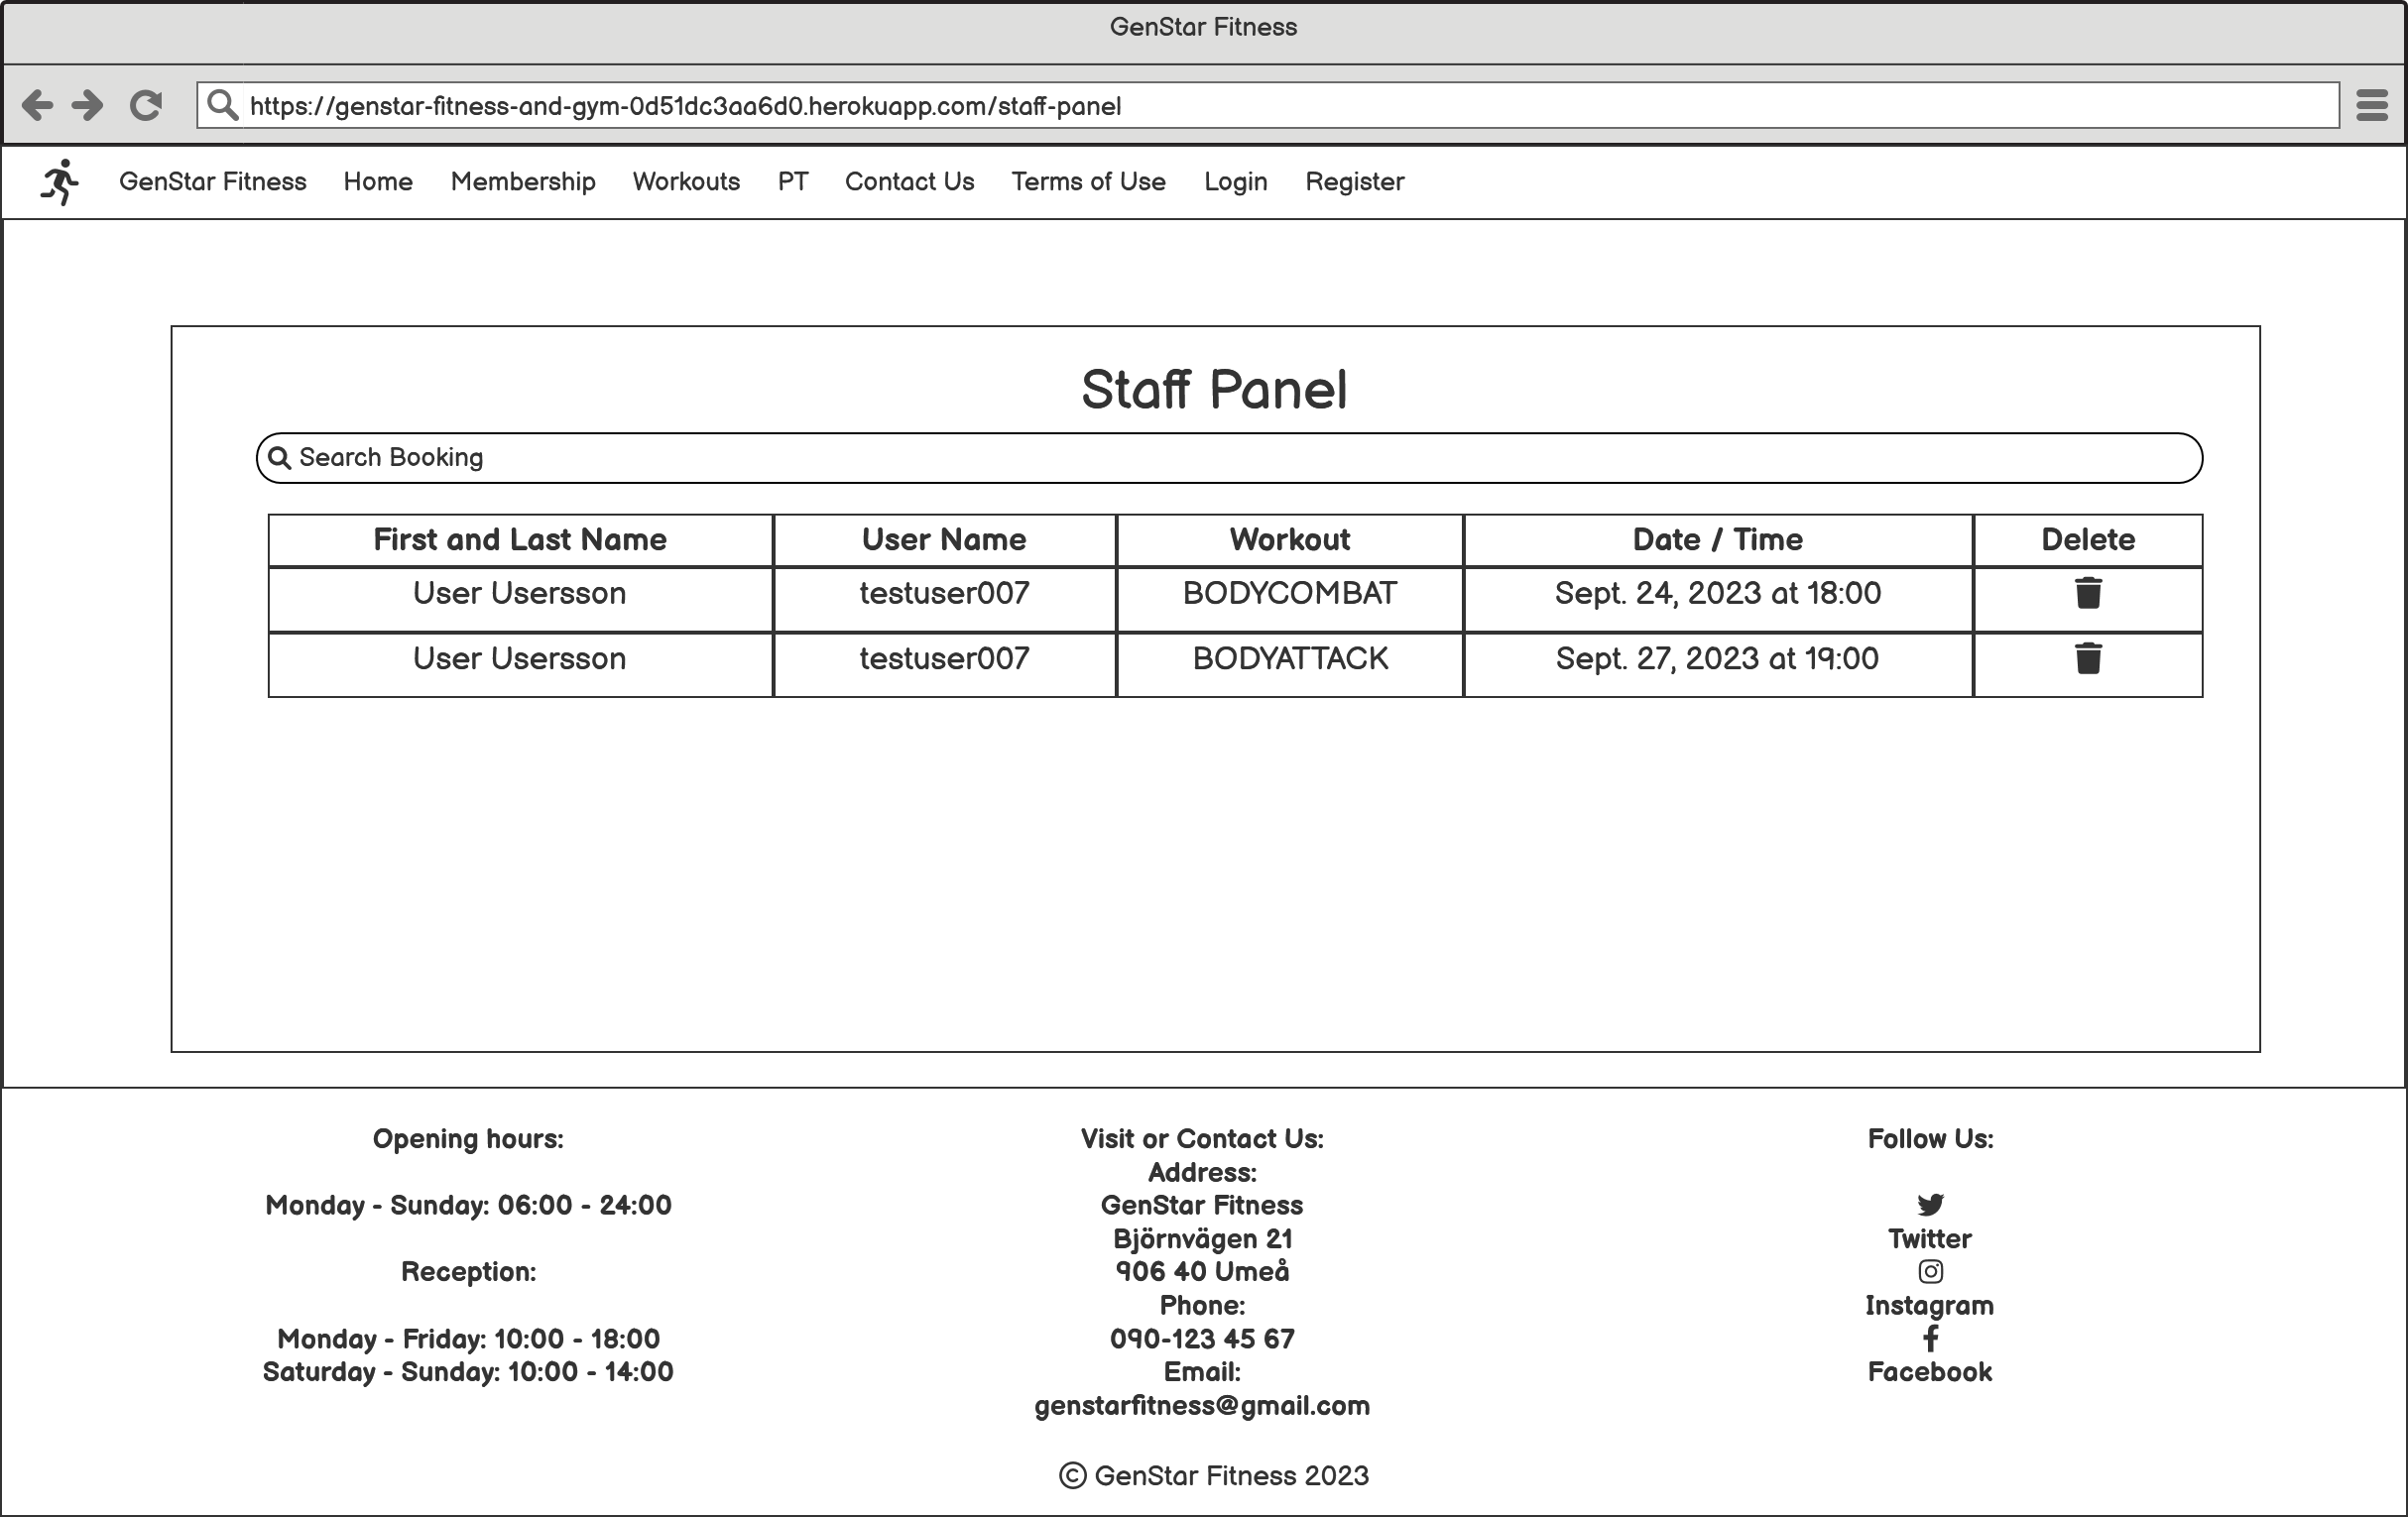 GenStar Fitness
https://genstar-fitness-and-gym-0d51dc3aa6d0.herokuapp.com/staff-panel
GenStar Fitness Home Membership Workouts PT Contact Us Terms of Use Login Register
Staff Panel
Search Booking
First and Last Name User Name Workout Date / Time Delete
User Usersson testuser007 BODYCOMBAT Sept. 24, 2023 at 18:00
User Usersson testuser007 BODYATTACK Sept. 27, 2023 at 19:00
Opening hours:
Monday - Sunday: 06:00 - 24:00
Reception:
Monday - Friday: 10:00 - 18:00
Saturday - Sunday: 10:00 - 14:00
Visit or Contact Us:
Address:
GenStar Fitness
Björnvägen 21
906 40 Umeå
Phone:
090-123 45 67
Email:
genstarfitness@gmail.com
Follow Us:
Twitter
Instagram
Facebook
© GenStar Fitness 2023